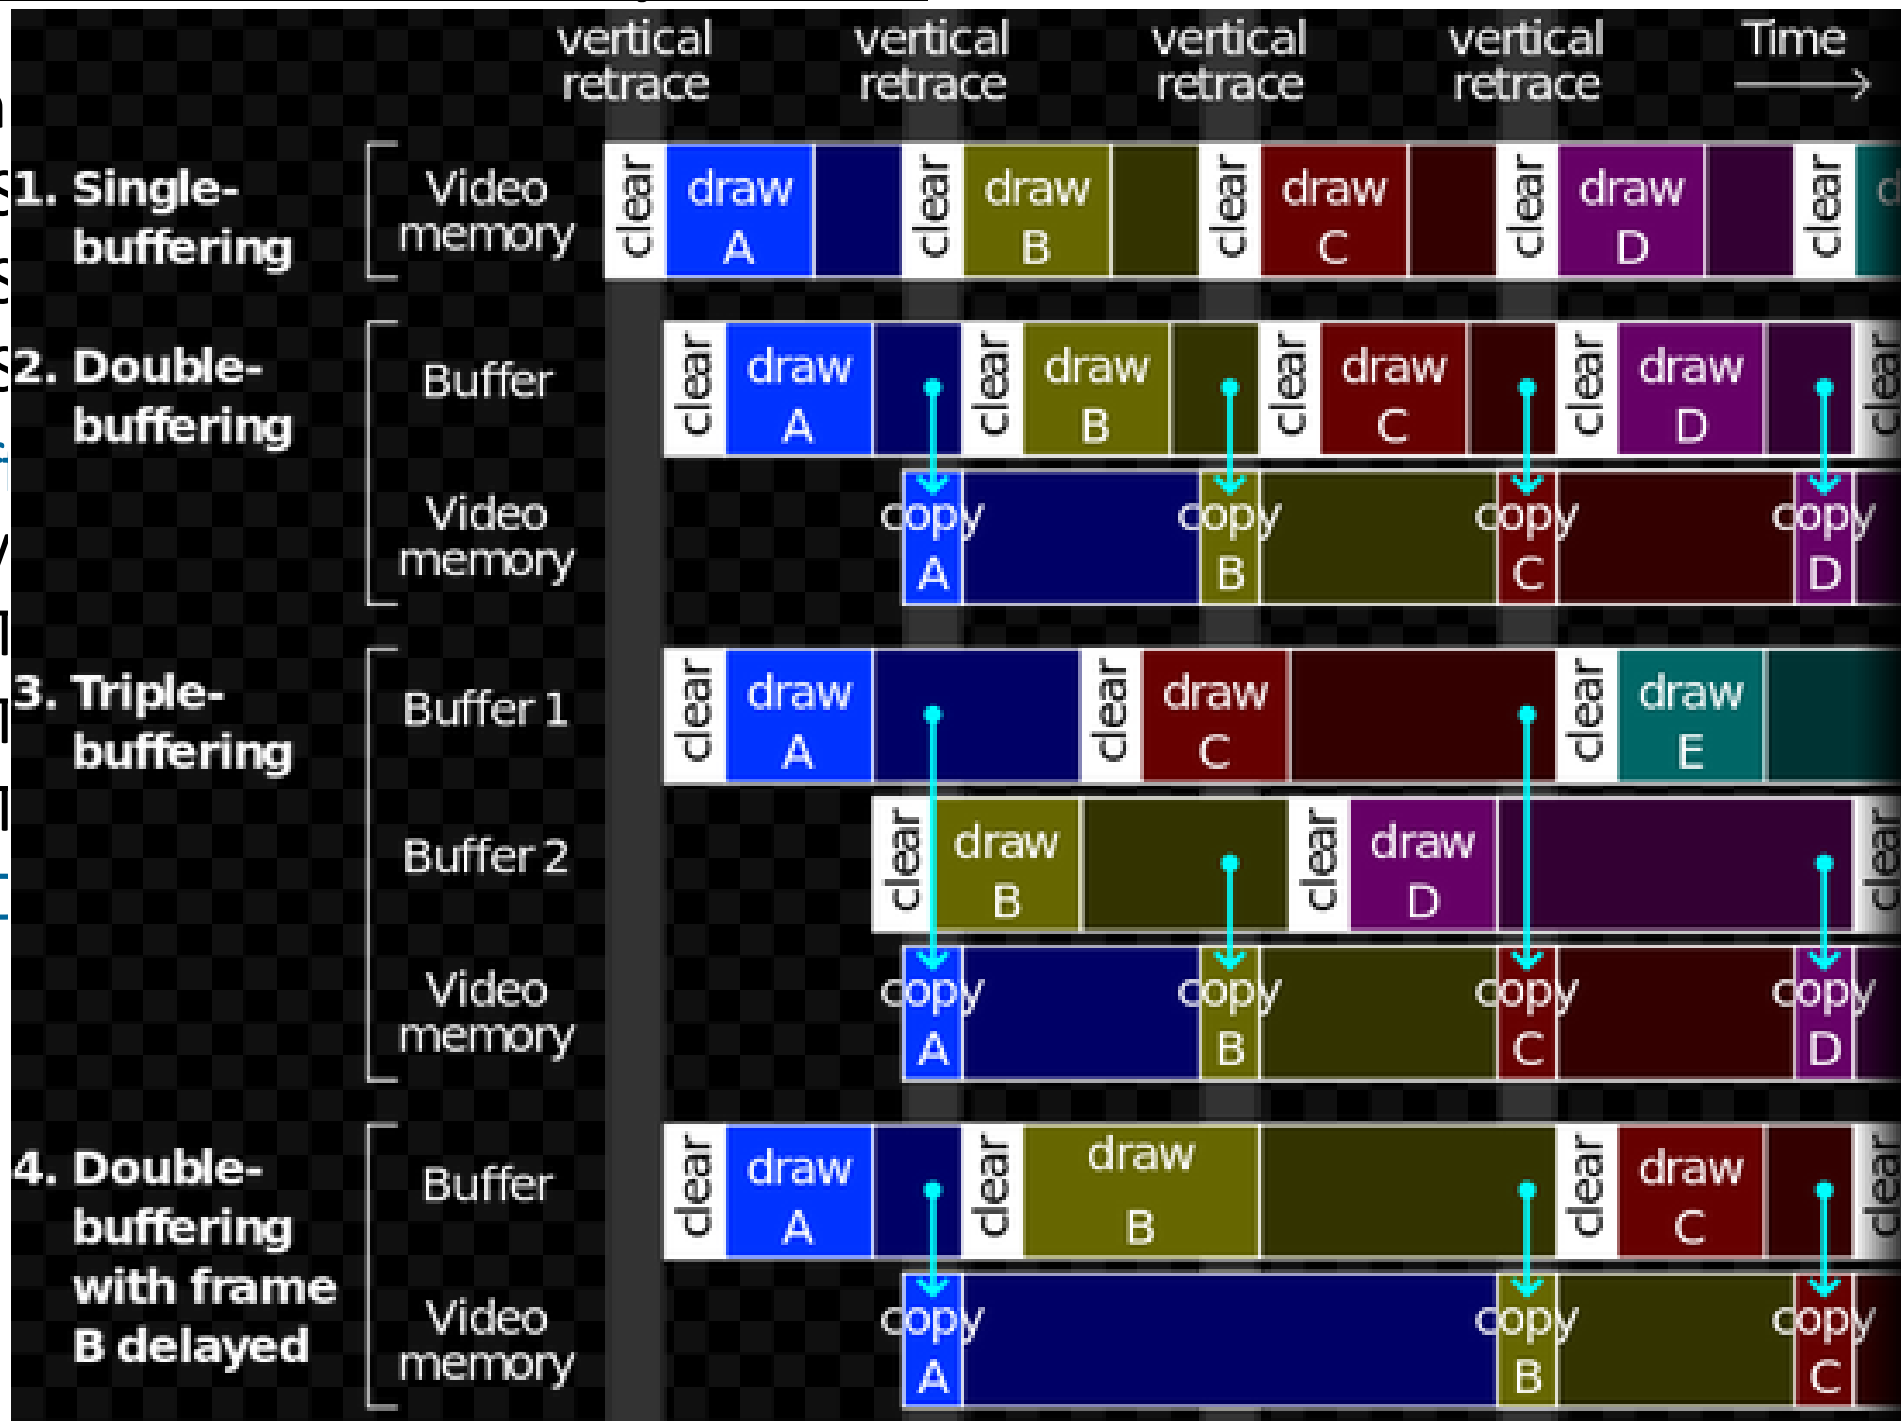 vertical
retrace
vertical
retrace
vertical
retrace
vertical
retrace
Time
1. Single-
buffering
Video
memory
clear
draw
A
clear
draw
B
clear
draw
C
clear
draw
D
clear
d
2. Double-
buffering
Buffer
clear
draw
A
clear
draw
B
clear
draw
C
clear
draw
D
clear
Video
memory
copy
A
copy
B
copy
C
copy
D
3. Triple-
buffering
Buffer 1
clear
draw
A
clear
draw
C
clear
draw
E
Buffer 2
clear
draw
B
clear
draw
D
clear
Video
memory
copy
A
copy
B
copy
C
copy
D
4. Double-
buffering
with frame
B delayed
Buffer
clear
draw
A
clear
draw
B
clear
draw
C
clear
Video
memory
copy
A
copy
B
copy
C